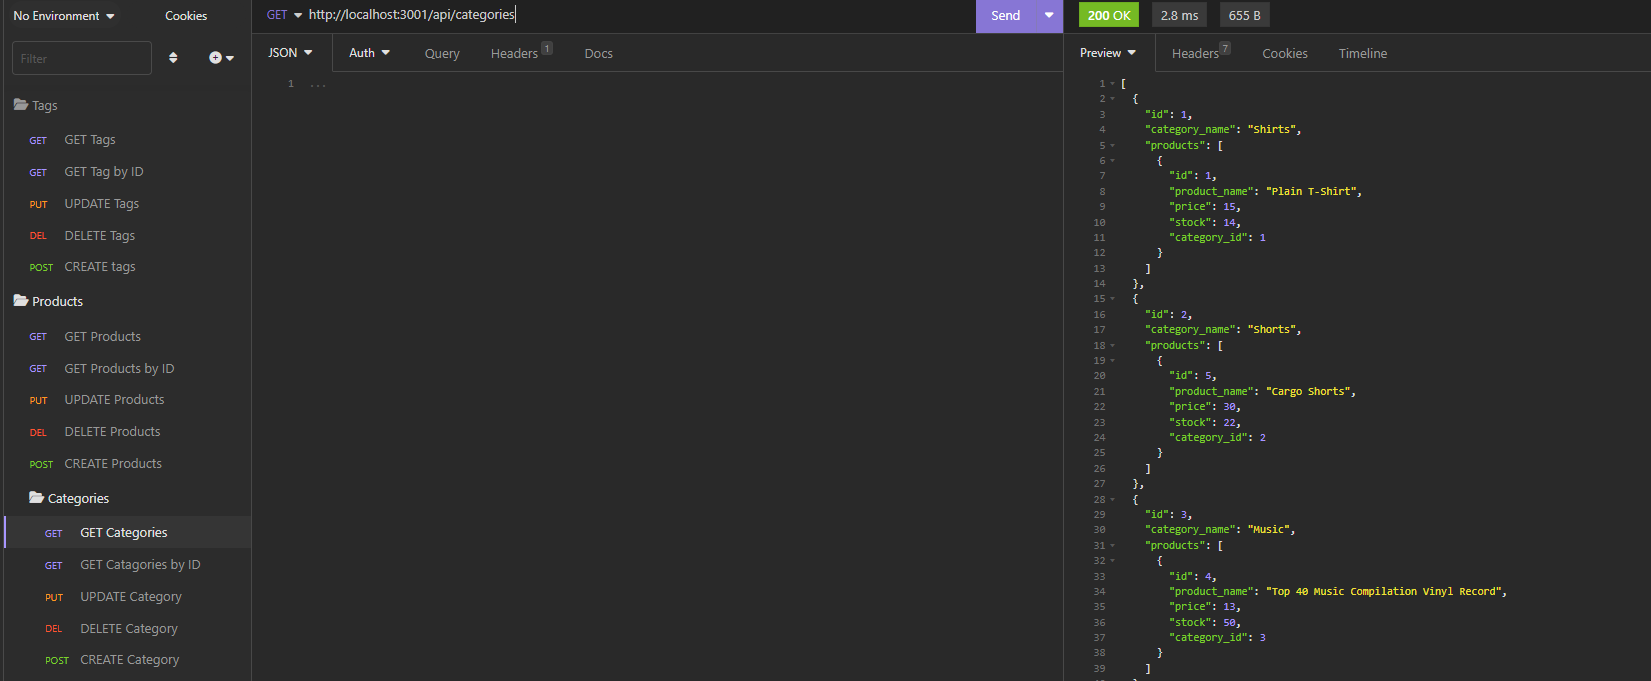 No Environment Cookies
Filter
Tags
GET GET Tags
GET GET Tag by ID
PUT UPDATE Tags
DEL DELETE Tags
POST CREATE tags
Products
GET GET Products
GET GET Products by ID
PUT UPDATE Products
DEL DELETE Products
POST CREATE Products
Categories
GET GET Categories
GET GET Catagories by ID
PUT UPDATE Category
DEL DELETE Category
POST CREATE Category
GET http://localhost:3001/api/categories Send
JSON Auth Query Headers 1 Docs
1 ...
200 OK 2.8 ms 655 B
Preview Headers 7 Cookies Timeline
1 [
2 {
3 "id": 1,
4 "category_name": "Shirts",
5 "products": [
6 {
7 "id": 1,
8 "product_name": "Plain T-Shirt",
9 "price": 15,
10 "stock": 14,
11 "category_id": 1
12 }
13 ]
14 },
15 {
16 "id": 2,
17 "category_name": "Shorts",
18 "products": [
19 {
20 "id": 5,
21 "product_name": "Cargo Shorts",
22 "price": 30,
23 "stock": 22,
24 "category_id": 2
25 }
26 ]
27 },
28 {
29 "id": 3,
30 "category_name": "Music",
31 "products": [
32 {
33 "id": 4,
34 "product_name": "Top 40 Music Compilation Vinyl Record",
35 "price": 13,
36 "stock": 50,
37 "category_id": 3
38 }
39 ]